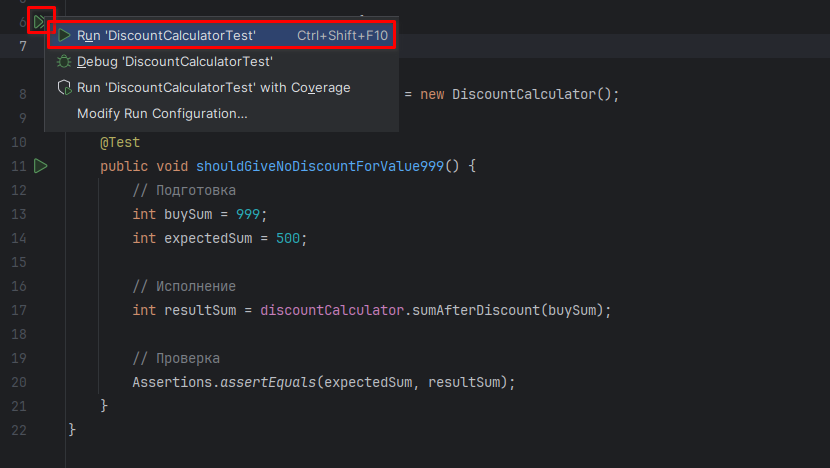 6
Run 'DiscountCalculatorTest' Ctrl+Shift+F10
7
Debug 'DiscountCalculatorTest'
Run 'DiscountCalculatorTest' with Coverage
8 = new DiscountCalculator();
9 Modify Run Configuration...
10 @Test
11 public void shouldGiveNoDiscountForValue999() {
12 // Подготовка
13 int buySum = 999;
14 int expectedSum = 500;
15
16 // Исполнение
17 int resultSum = discountCalculator.sumAfterDiscount(buySum);
18
19 // Проверка
20 Assertions.assertEquals(expectedSum, resultSum);
21 }
22 }